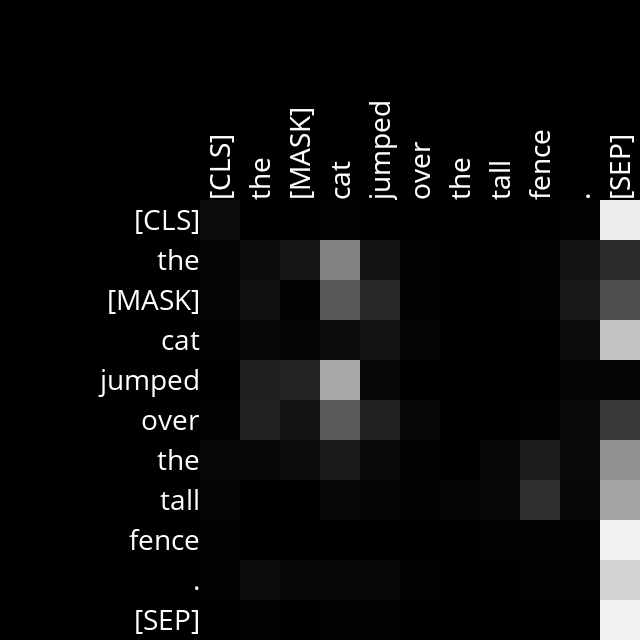 [CLS] the [MASK] cat jumped over the tall fence . [SEP]
[CLS]
the
[MASK]
cat
jumped
over
the
tall
fence
.
[SEP]